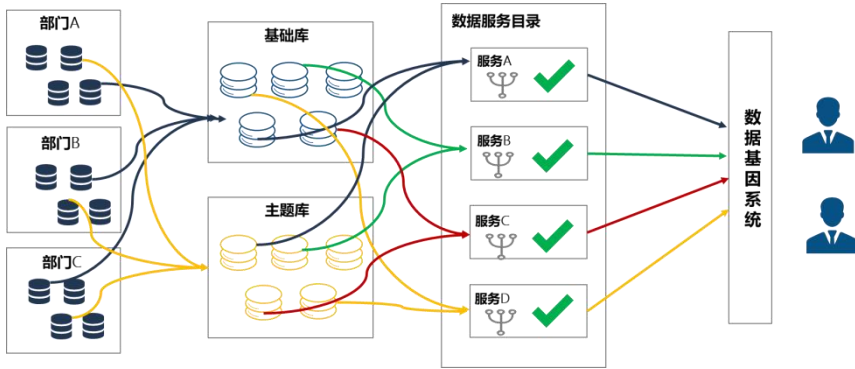 部门A
部门B
部门C
基础库
主题库
数据服务目录
服务A
服务B
服务C
服务D
数据基因系统